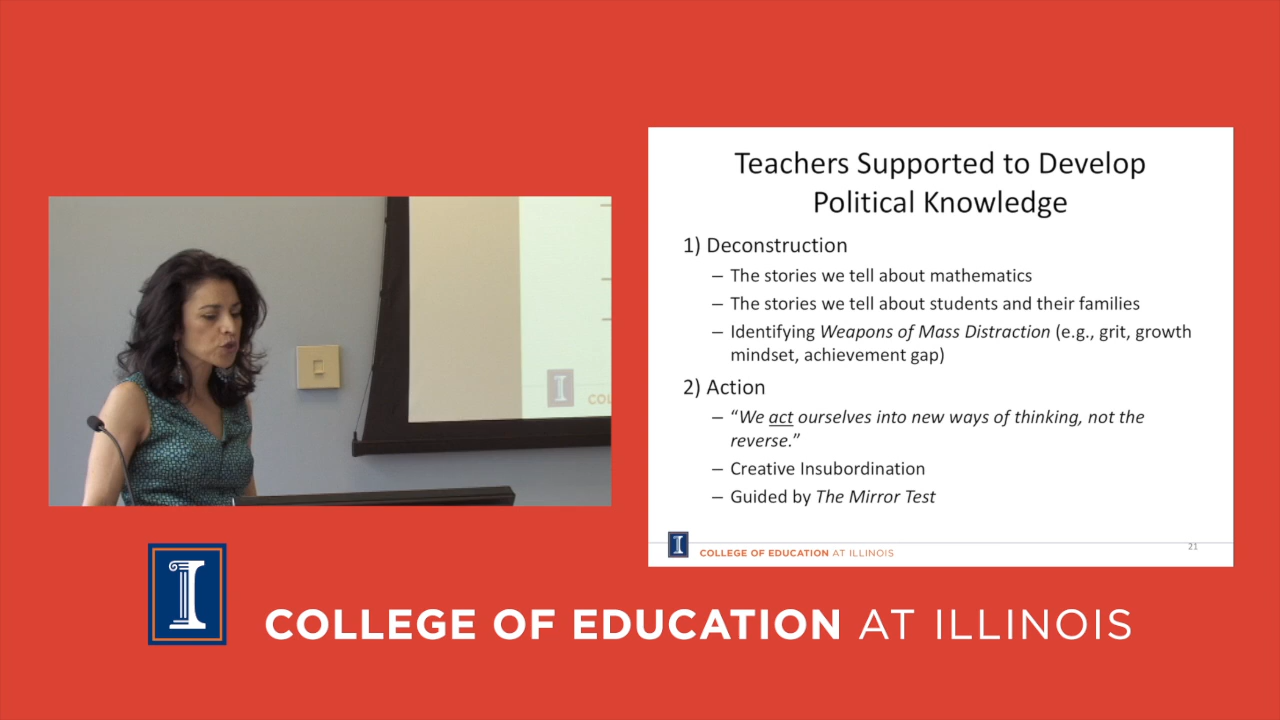 Teachers Supported to Develop
Political Knowledge
1) Deconstruction
– The stories we tell about mathematics
– The stories we tell about students and their families
– Identifying Weapons of Mass Distraction (e.g., grit, growth
mindset, achievement gap)
2) Action
– “We act ourselves into new ways of thinking, not the
reverse.”
– Creative Insubordination
– Guided by The Mirror Test
I COLLEGE OF EDUCATION AT ILLINOIS
21
I COL
I COLLEGE OF EDUCATION AT ILLINOIS